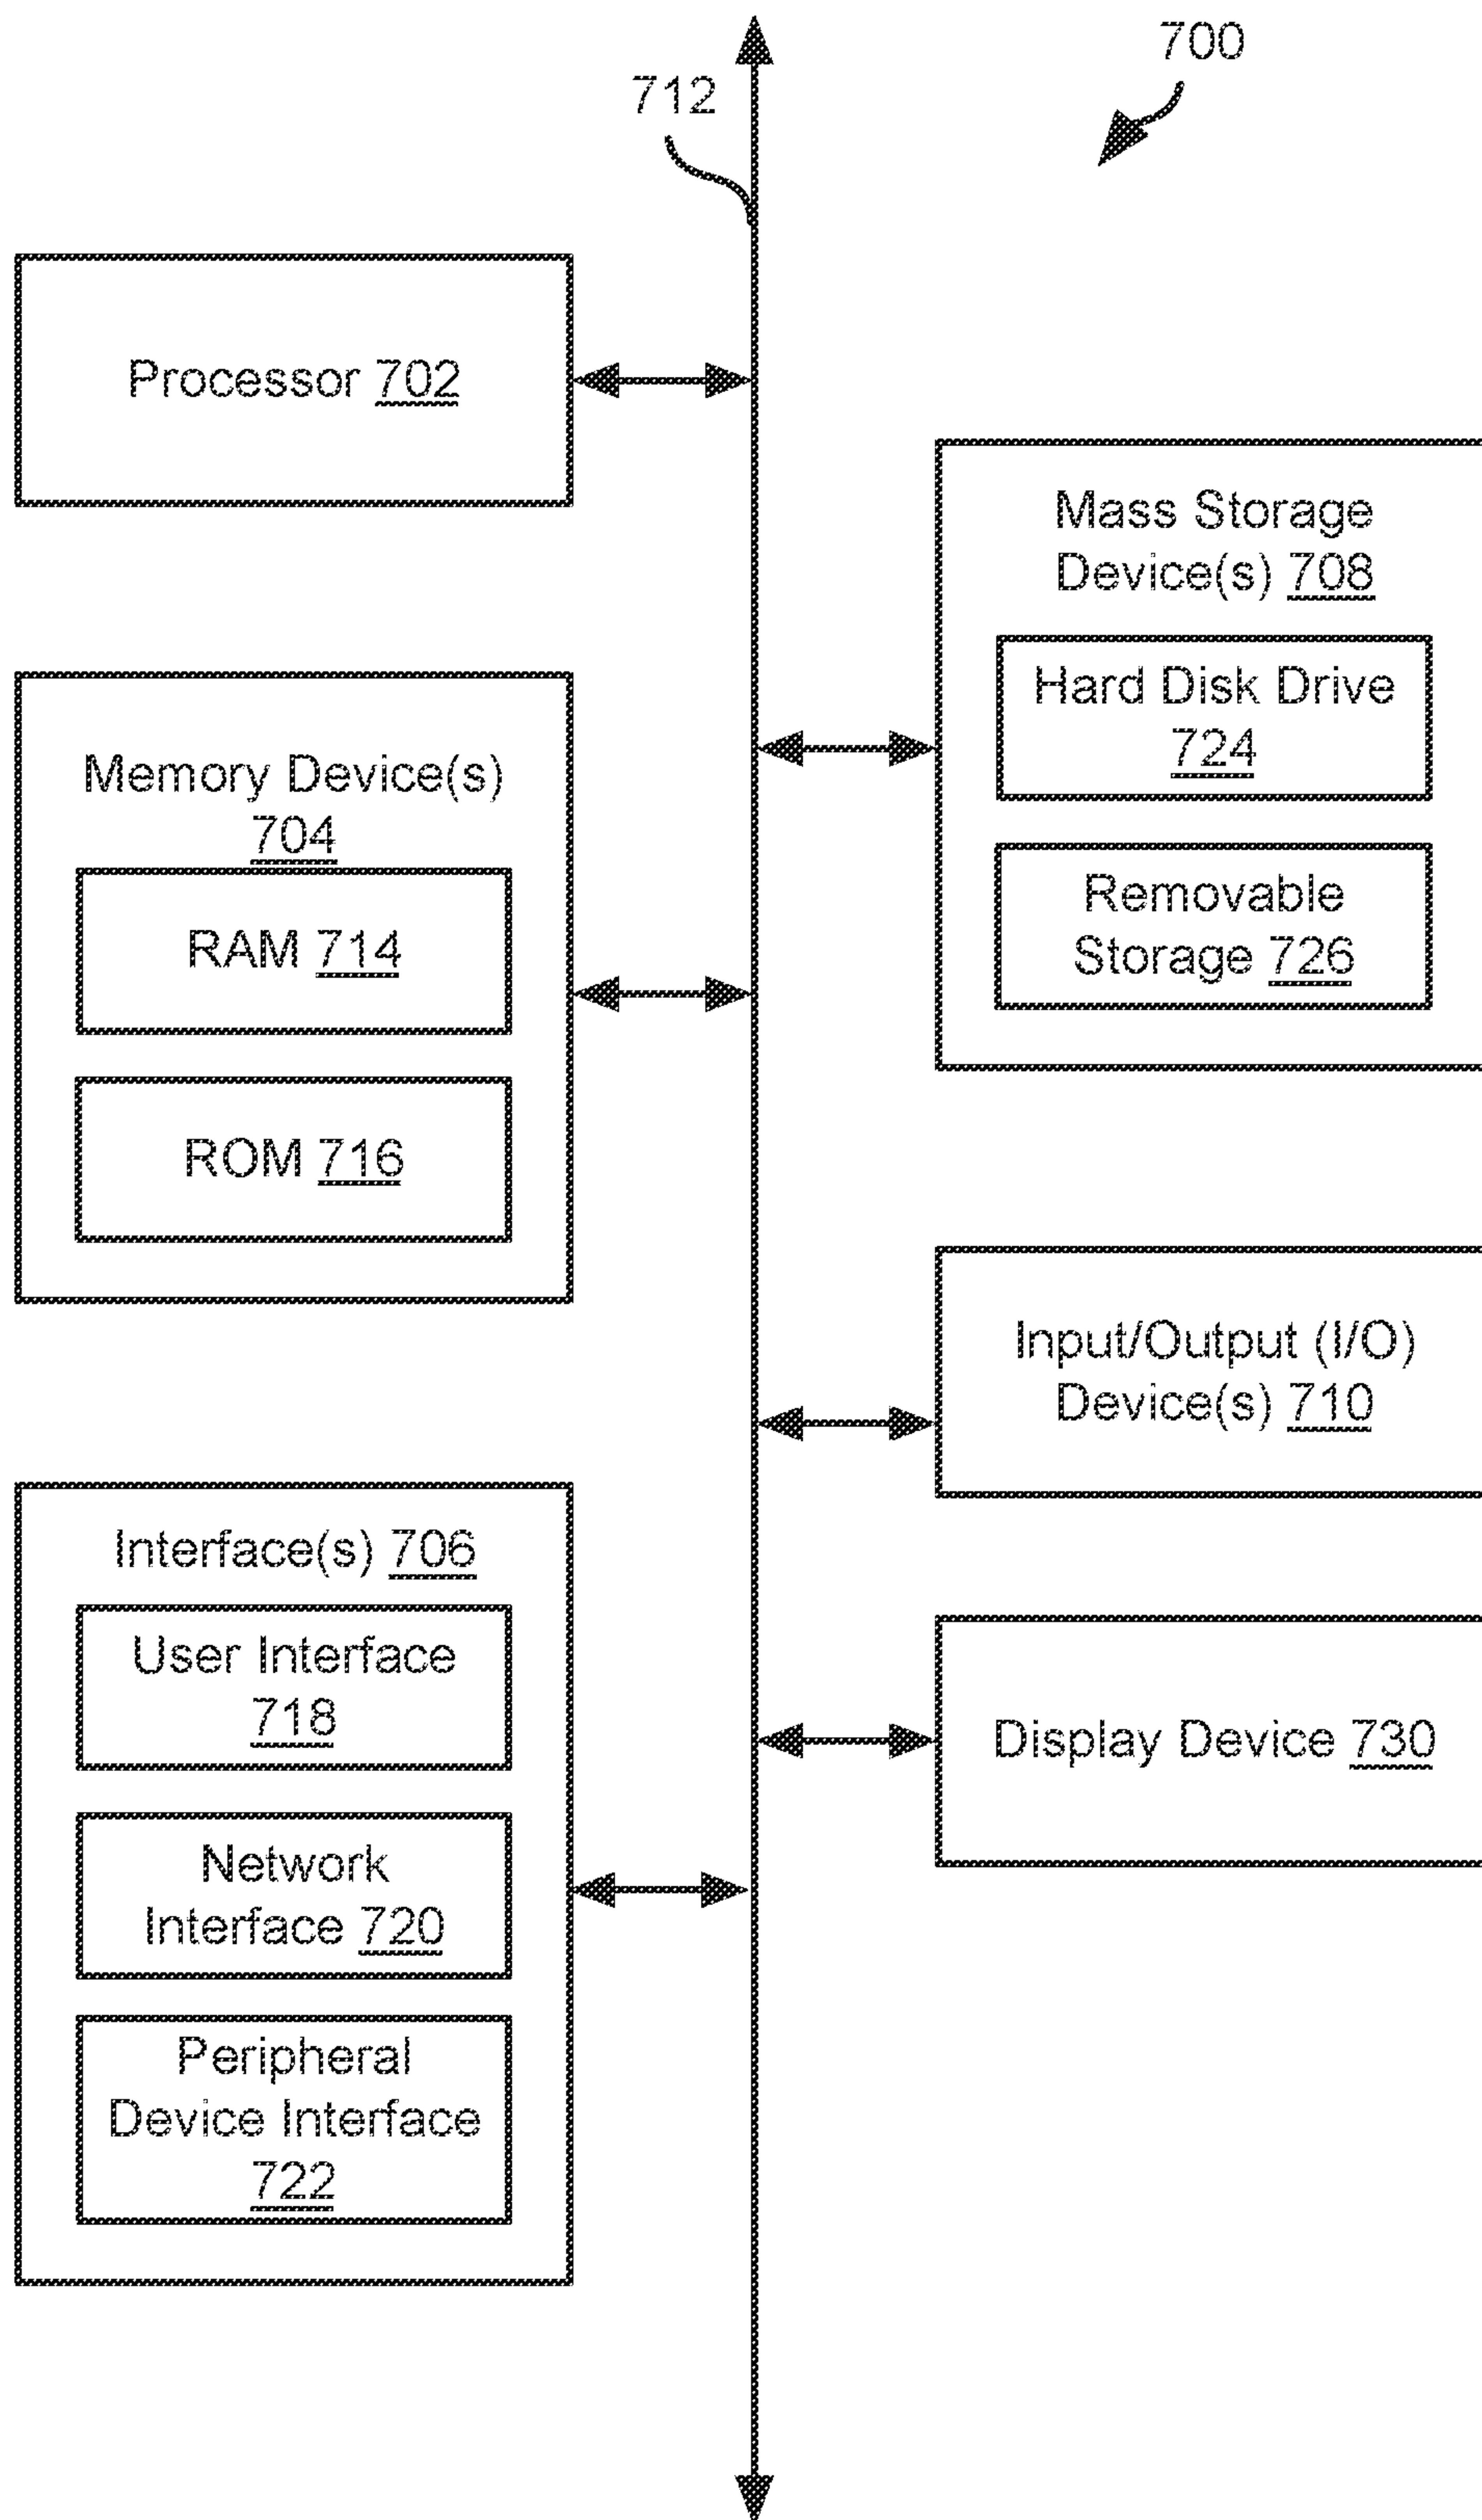 700
712
Processor 702
Memory Device(s)
704
RAM 714
ROM 716
Interface(s) 706
User Interface
718
Network
Interface 720
Peripheral
Device Interface
722
Mass Storage
Device(s) 708
Hard Disk Drive
724
Removable
Storage 726
Input/Output (I/O)
Device(s) 710
Display Device 730